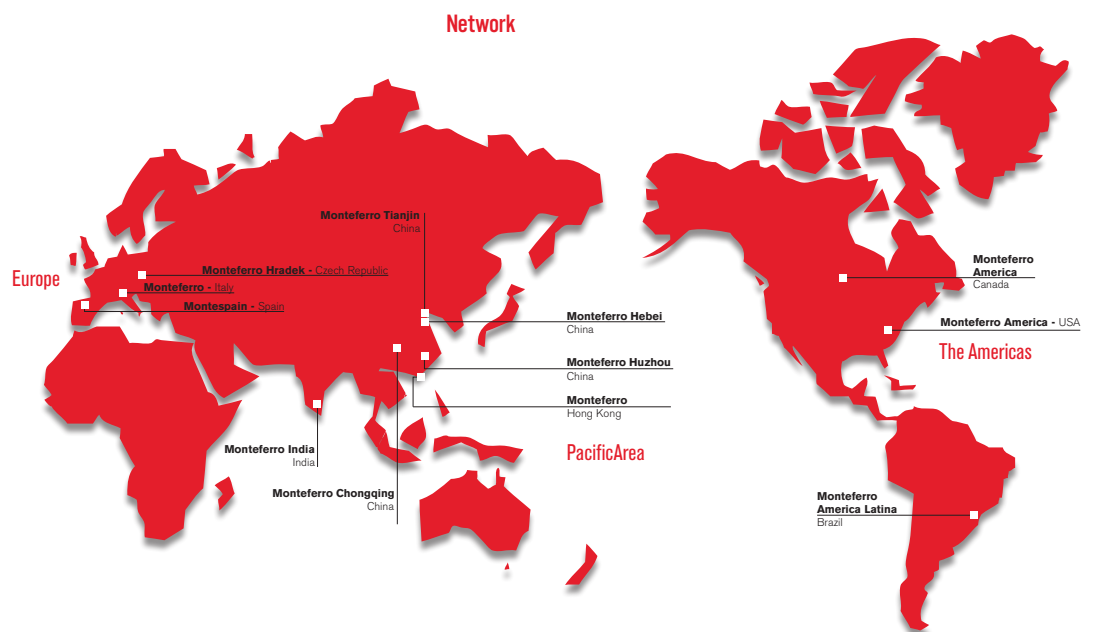 Network
Monteferro Tianjin
China
Europe
Monteferro Hradek - Czech Republic
Monteferro - Italy
Montespain - Spain
Monteferro Hebei
China
Monteferro Huzhou
China
Monteferro
Hong Kong
PacificArea
Monteferro India
India
Monteferro Chongqing
China
Monteferro
America
Canada
Monteferro America - USA
The Americas
Monteferro
America Latina
Brazil